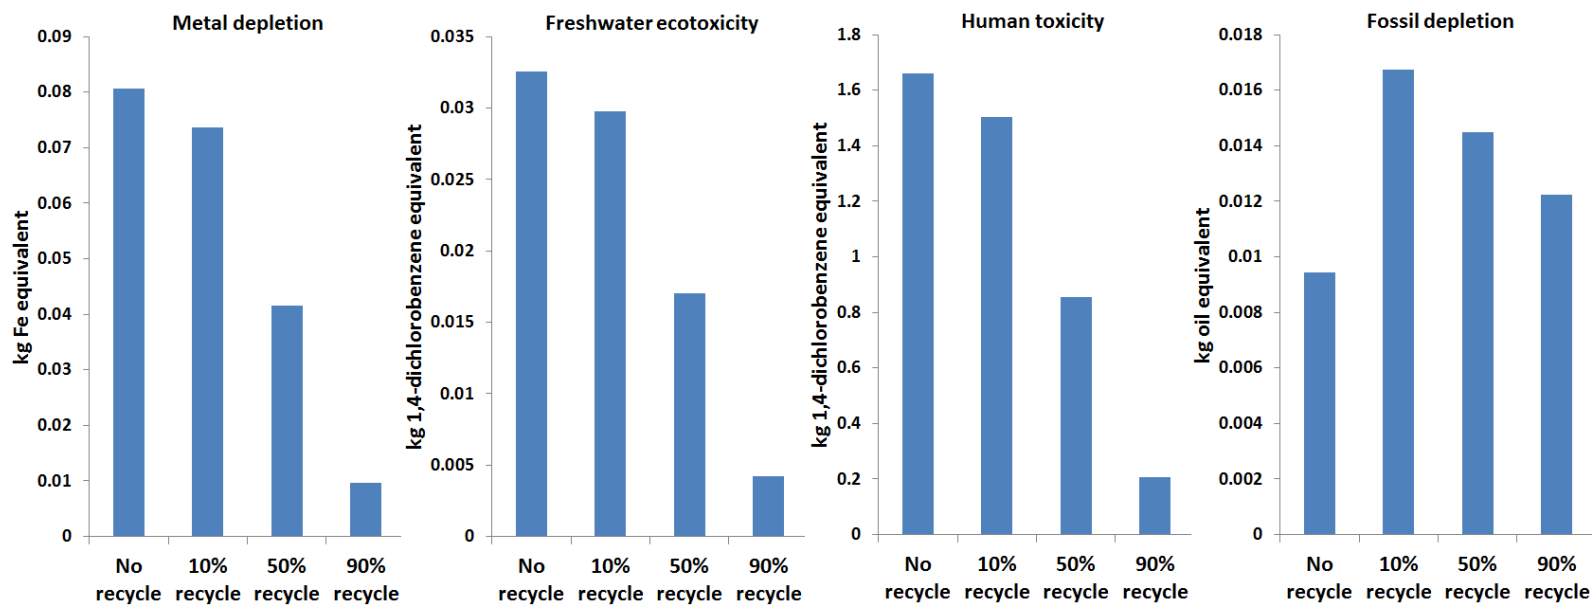 Metal depletion
kg Fe equivalent
0.09
0.08
0.07
0.06
0.05
0.04
0.03
0.02
0.01
0
No recycle
10% recycle
50% recycle
90% recycle
Freshwater ecotoxicity
kg 1,4-dichlorobenzene equivalent
0.035
0.03
0.025
0.02
0.015
0.01
0.005
0
No recycle
10% recycle
50% recycle
90% recycle
Human toxicity
kg 1,4-dichlorobenzene equivalent
1.8
1.6
1.4
1.2
1
0.8
0.6
0.4
0.2
0
No recycle
10% recycle
50% recycle
90% recycle
Fossil depletion
kg oil equivalent
0.018
0.016
0.014
0.012
0.01
0.008
0.006
0.004
0.002
0
No recycle
10% recycle
50% recycle
90% recycle